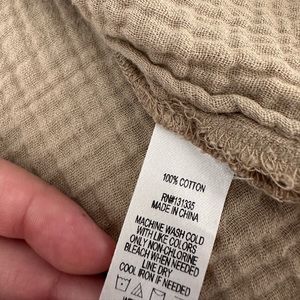 100% COTTON
RN#131335
MADE IN CHINA
MACHINE WASH COLD
WITH LIKE COLORS
ONLY NON-CHLORINE
BLEACH WHEN NEEDED
LINE DRY
COOL IRON IF NEEDED